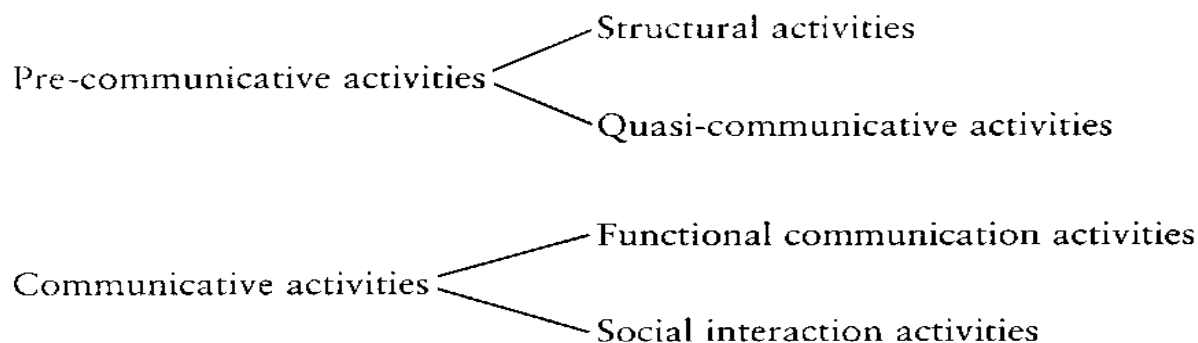 Structural activities
Pre-communicative activities
Quasi-communicative activities
Functional communication activities
Communicative activities
Social interaction activities